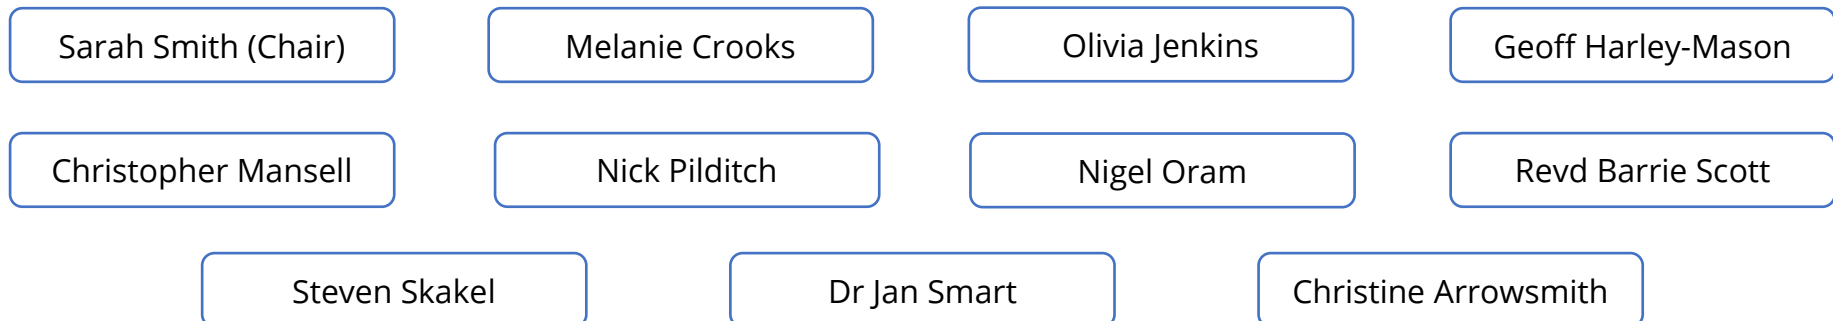 Sarah Smith (Chair)
Melanie Crooks
Olivia Jenkins
Geoff Harley-Mason
Christopher Mansell
Nick Pilditch
Nigel Oram
Revd Barrie Scott
Steven Skakel
Dr Jan Smart
Christine Arrowsmith